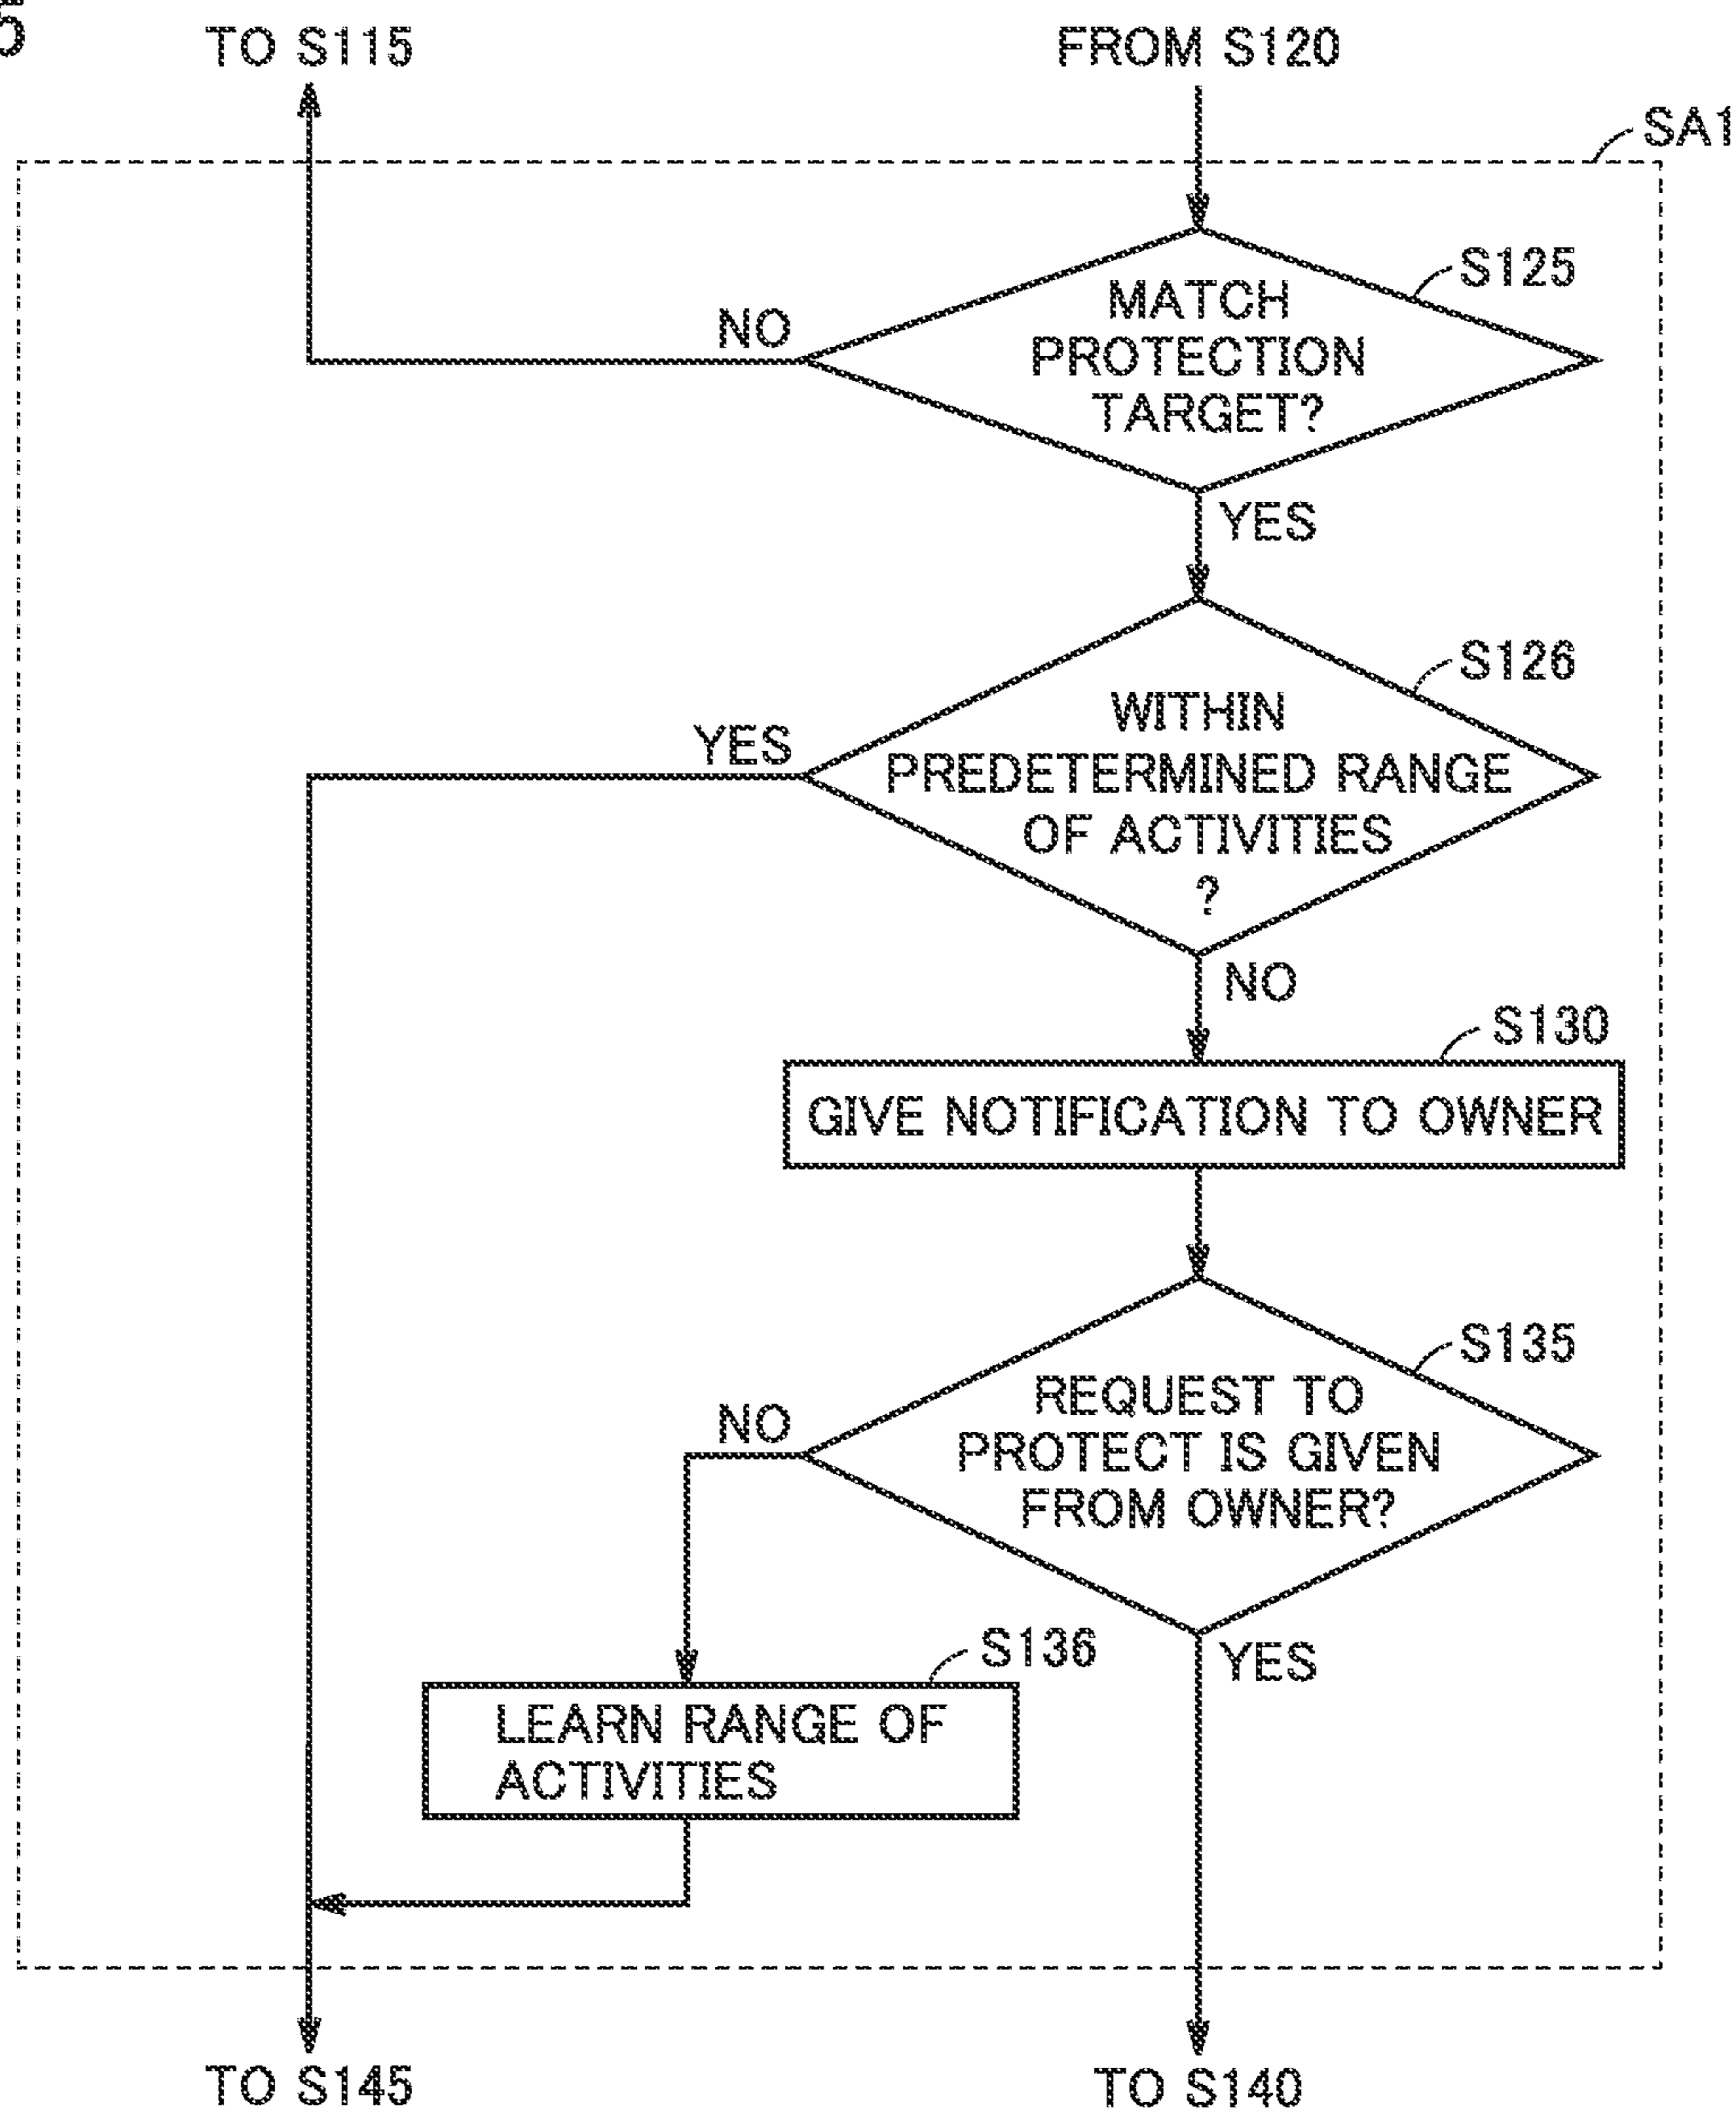 5
TO S115
FROM S120
SA1
S125
MATCH
PROTECTION
TARGET?
NO
YES
S126
WITHIN
PREDETERMINED RANGE
OF ACTIVITIES
?
YES
NO
S130
GIVE NOTIFICATION TO OWNER
S135
REQUEST TO
PROTECT IS GIVEN
FROM OWNER?
NO
YES
S136
LEARN RANGE OF
ACTIVITIES
TO S145
TO S140